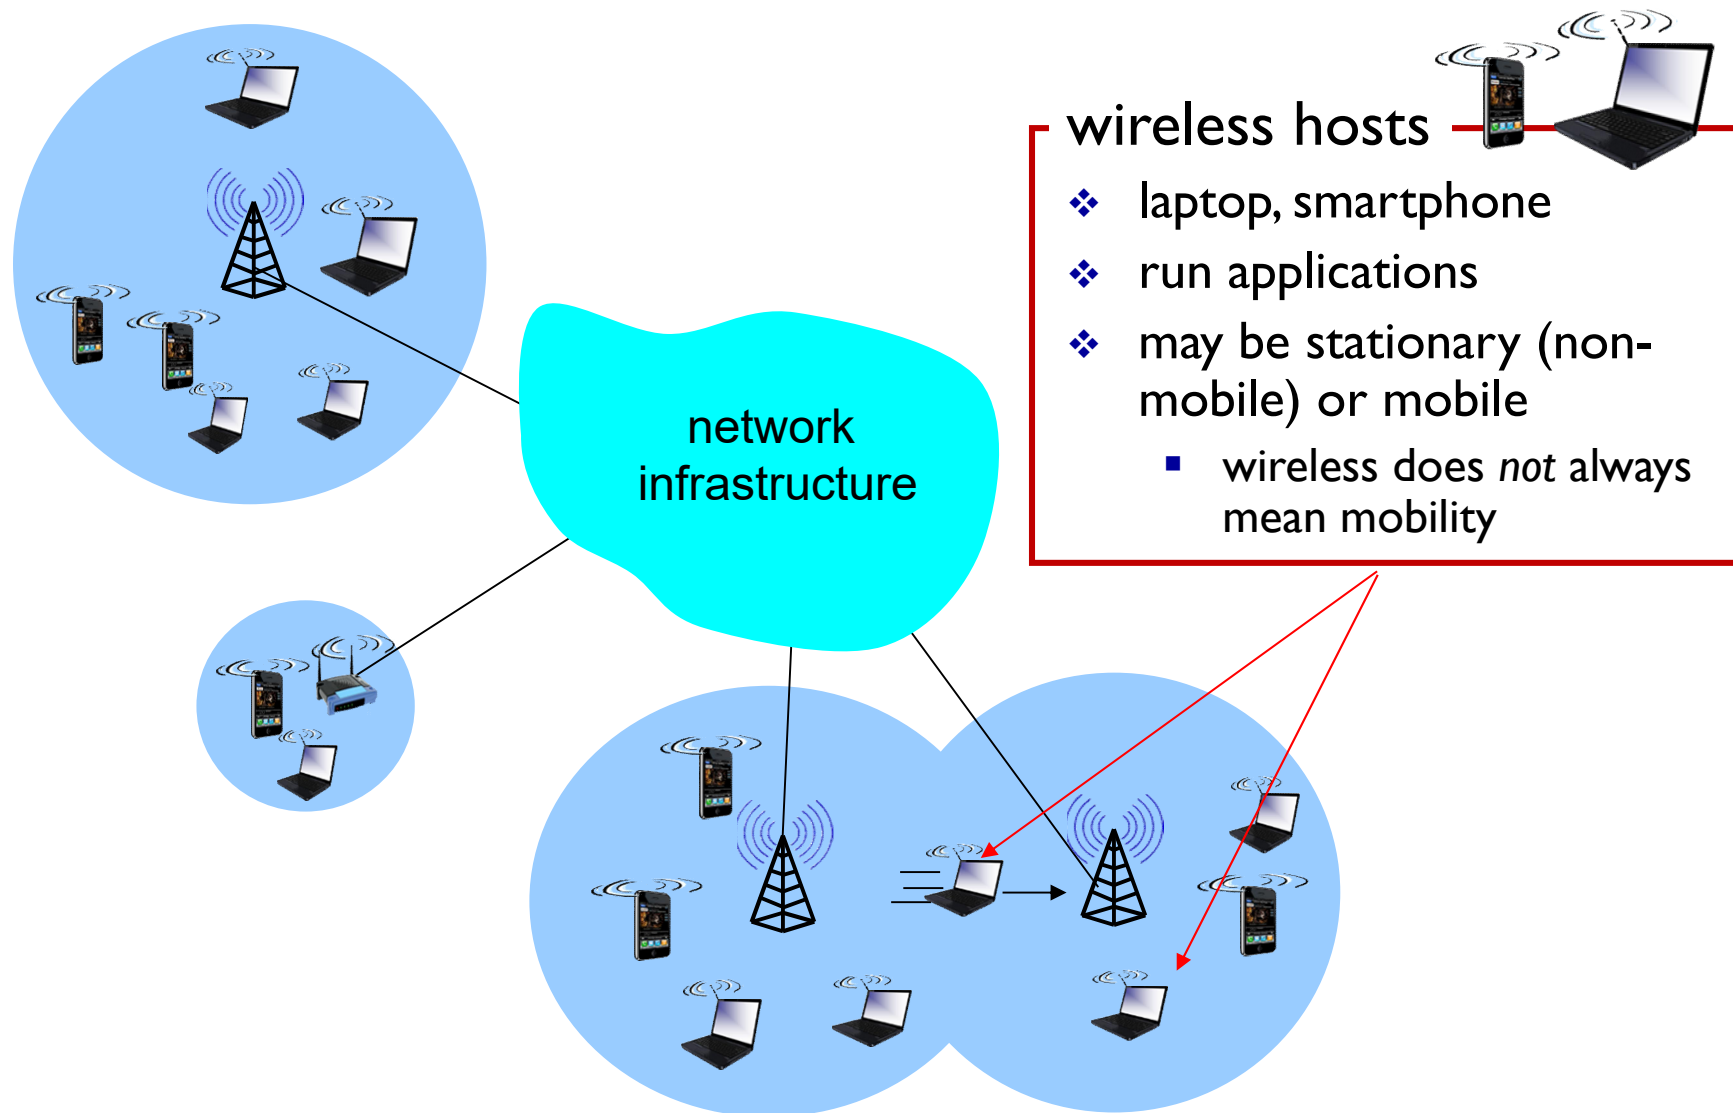 wireless hosts
❖ laptop, smartphone
❖ run applications
❖ may be stationary (non-
mobile) or mobile
▪ wireless does not always
mean mobility
network
infrastructure